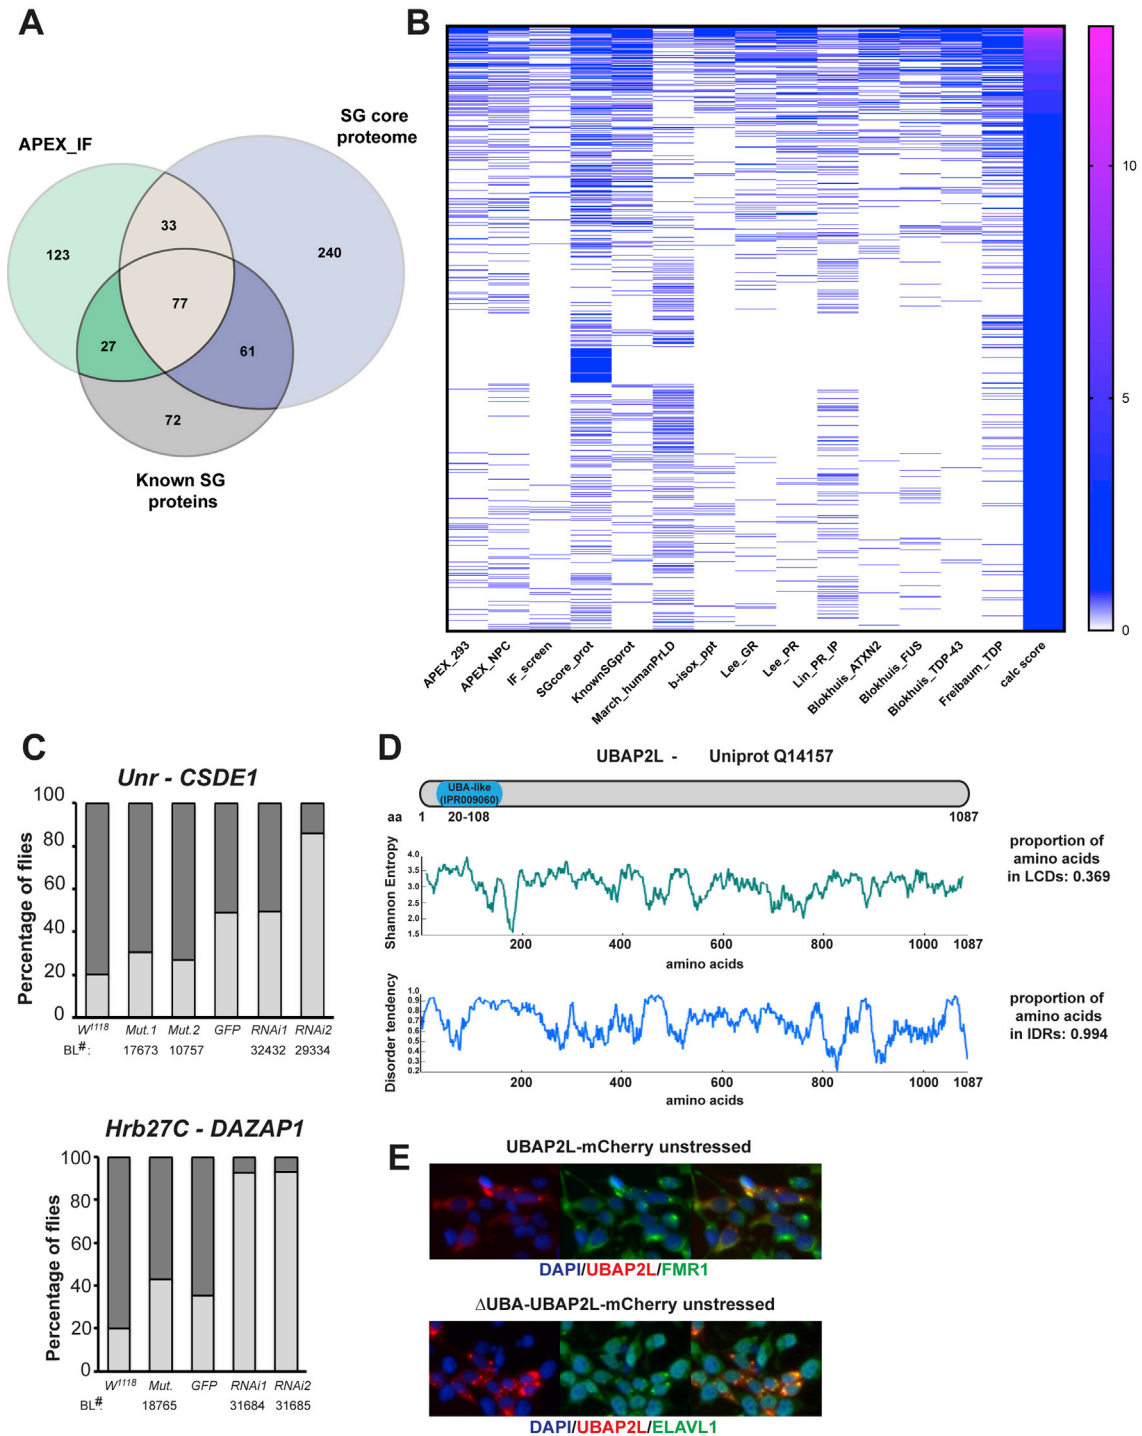 A
APEX_IF
SG core
proteome
123
33
240
77
27
61
72
Known SG
proteins
B
10
5
0
APEX_293
APEX_NPC
IF_screen
SGcore_prot
KnownSGprot
March_humanPrLD
b-isox_ppt
Lee_GR
Lee_PR
Lin_PR_IP
Blokhuis_ATXN2
Blokhuis_FUS
Blokhuis_TDP-43
Freibaum_TDP
calc score
C
Unr - CSDE1
Percentage of flies
100
80
60
40
20
0
W1118 Mut.1 Mut.2 GFP RNAi1 RNAi2
BL#: 17673 10757 32432 29334
Hrb27C - DAZAP1
Percentage of flies
100
80
60
40
20
0
W1118 Mut. GFP RNAi1 RNAi2
BL#: 18765 31684 31685
D
UBAP2L - Uniprot Q14157
UBA-like
(IPR009060)
aa 1 20-108 1087
Shannon Entropy
4.0
3.5
3.0
2.5
2.0
1.5
200 400 600 800 1000 1087
amino acids
proportion of
amino acids
in LCDs: 0.369
Disorder tendency
1.0
0.9
0.8
0.7
0.6
0.5
0.4
0.3
0.2
200 400 600 800 1000 1087
amino acids
proportion of
amino acids
in IDRs: 0.994
E
UBAP2L-mCherry unstressed
DAPI/UBAP2L/FMR1
∆UBA-UBAP2L-mCherry unstressed
DAPI/UBAP2L/ELAVL1